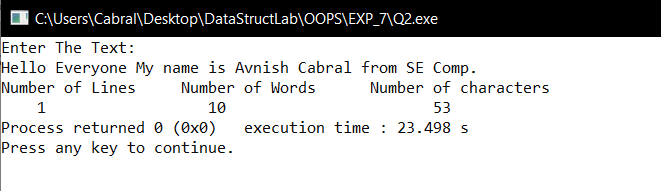 C:\Users\Cabral\Desktop\DataStructLab\OOPS\EXP_7\Q2.exe
Enter The Text:
Hello Everyone My name is Avnish Cabral from SE Comp.
Number of Lines     Number of Words      Number of characters
    1                  10                       53
Process returned 0 (0x0)   execution time : 23.498 s
Press any key to continue.